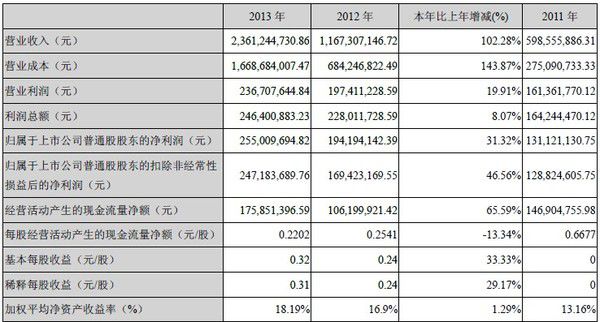 2013 年 2012 年 本年比上年增减(%) 2011 年
营业收入（元） 2,361,244,730.86 1,167,307,146.72 102.28% 598,555,886.31
营业成本（元） 1,668,684,007.47 684,246,822.49 143.87% 275,090,733.33
营业利润（元） 236,707,644.84 197,411,228.59 19.91% 161,361,770.12
利润总额（元） 246,400,883.23 228,011,728.59 8.07% 164,244,470.12
归属于上市公司普通股股东的净利润（元） 255,009,694.82 194,194,142.39 31.32% 131,121,130.75
归属于上市公司普通股股东的扣除非经常性
损益后的净利润（元） 247,183,689.76 169,423,169.55 46.56% 128,824,605.75
经营活动产生的现金流量净额（元） 175,851,396.59 106,199,921.42 65.59% 146,904,755.98
每股经营活动产生的现金流量净额（元/股） 0.2202 0.2541 -13.34% 0.6677
基本每股收益（元/股） 0.32 0.24 33.33% 0
稀释每股收益（元/股） 0.31 0.24 29.17% 0
加权平均净资产收益率（%） 18.19% 16.9% 1.29% 13.16%